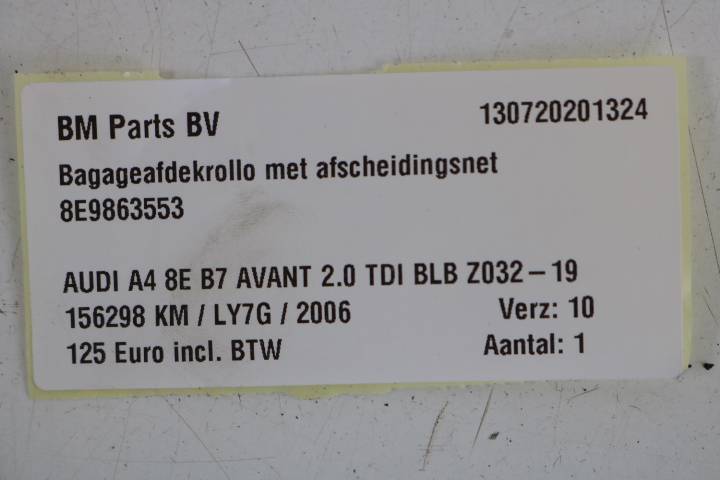 BM Parts BV 130720201324
Bagageafdekrollo met afscheidingsnet
8E9863553
AUDI A4 8E B7 AVANT 2.0 TDI BLB Z032-19
156298 KM / LY7G / 2006 Verz: 10
125 Euro incl. BTW Aantal: 1